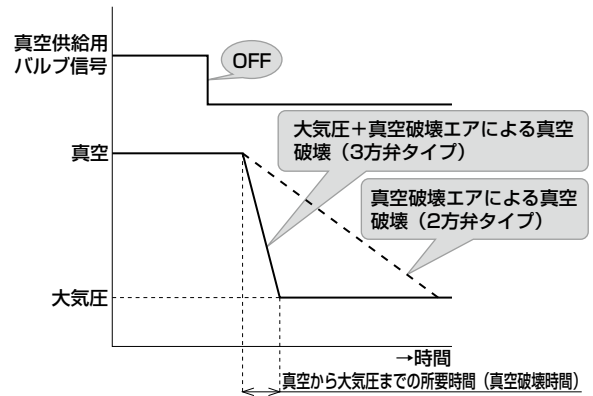 真空供給用
バルブ信号
OFF
大気圧＋真空破壊エアによる真空
破壊（3方弁タイプ）
真空
真空破壊エアによる真空
破壊（2方弁タイプ）
大気圧
→時間
真空から大気圧までの所要時間（真空破壊時間）